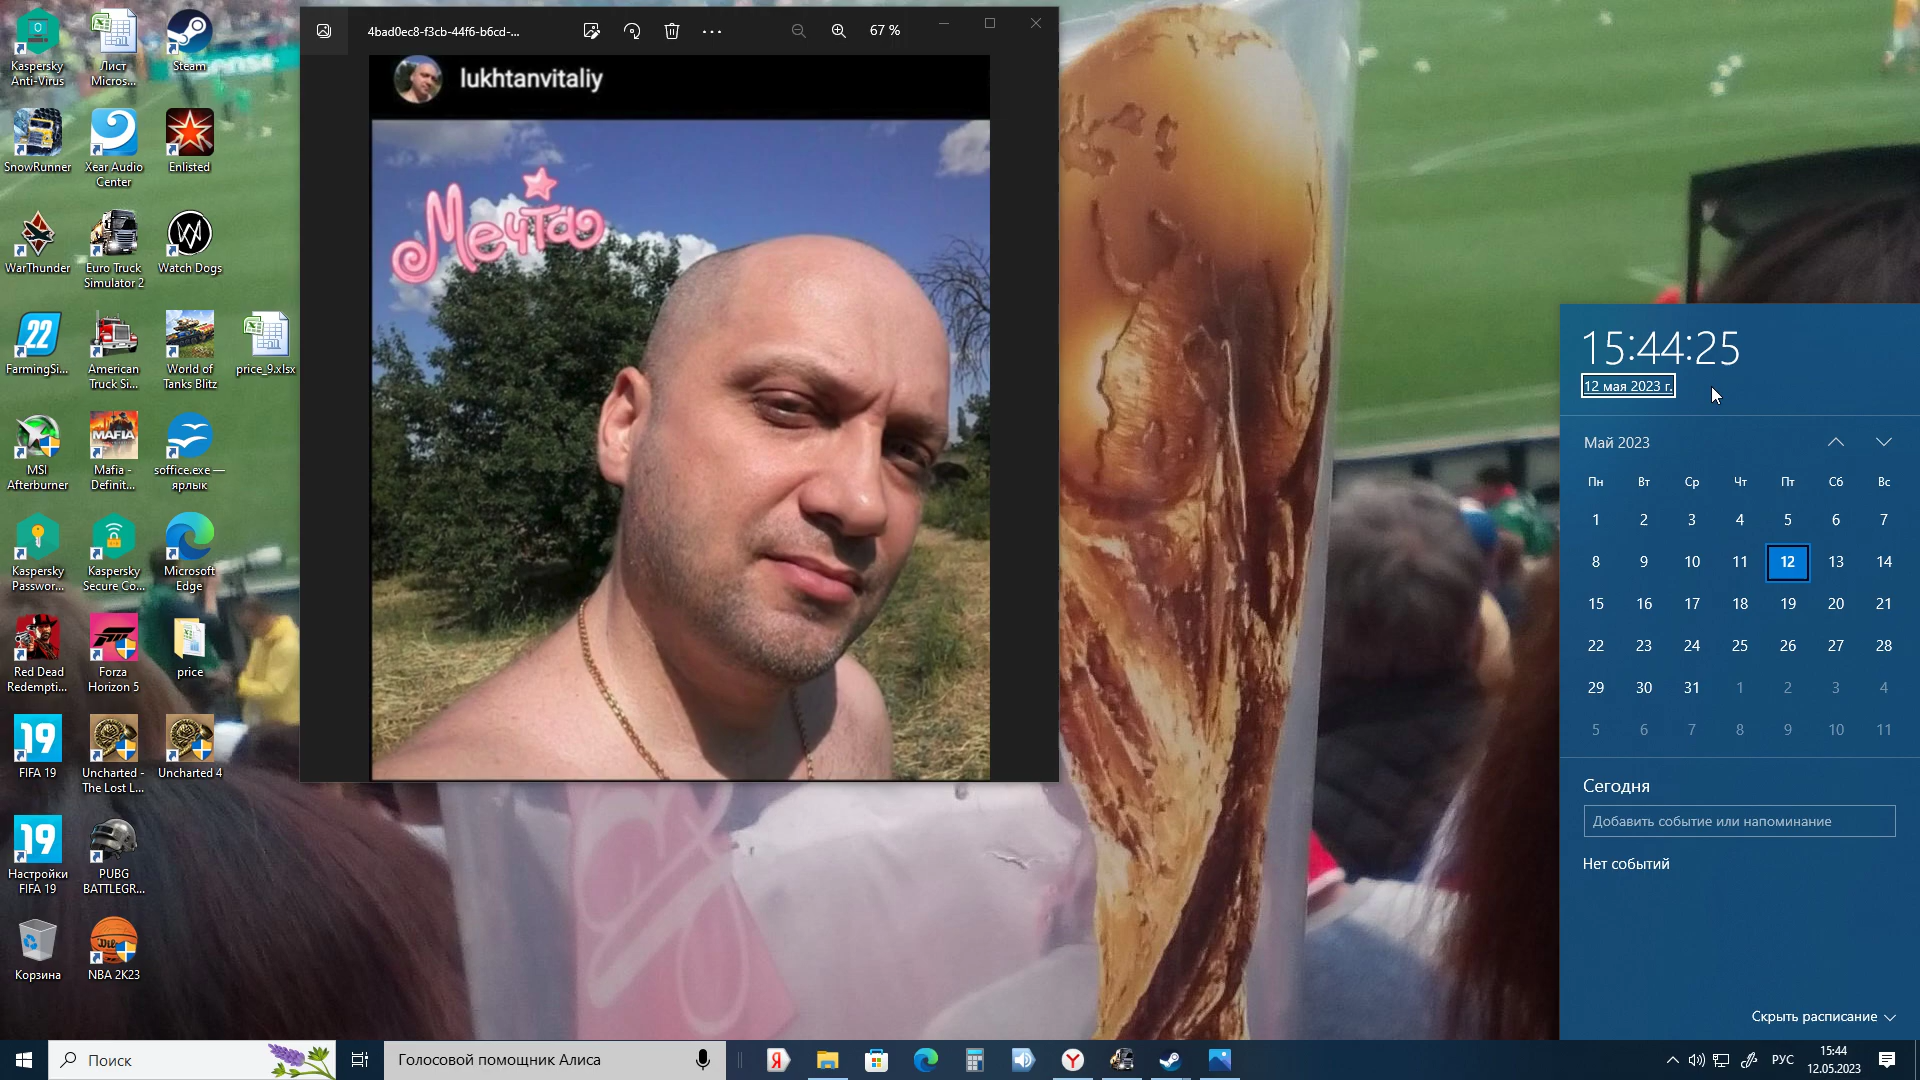 Kaspersky
Anti-Virus
Лист
Micros...
Steam
SnowRunner
Xear Audio
Center
Enlisted
WarThunder
Euro Truck
Simulator 2
Watch Dogs
22
FarmingSi...
American
Truck Si...
World of
Tanks Blitz
price_9.xlsx
MSI
Afterburner
MAFIA
Mafia -
Definit...
soffice.exe —
ярлык
Kaspersky
Passwor...
Kaspersky
Secure Co...
Microsoft
Edge
Red Dead
Redempti...
Forza
Horizon 5
price
19
FIFA 19
Uncharted -
The Lost L...
Uncharted 4
19
Настройки
FIFA 19
PUBG
BATTLEGR...
Корзина
NBA 2K23
4bad0ec8-f3cb-44f6-b6cd-...
67 %
lukhtanvitaliy
Мечта
15:44:25
12 мая 2023 г.
Май 2023
Пн Вт Ср Чт Пт Сб Вс
1 2 3 4 5 6 7
8 9 10 11 12 13 14
15 16 17 18 19 20 21
22 23 24 25 26 27 28
29 30 31 1 2 3 4
5 6 7 8 9 10 11
Сегодня
Добавить событие или напоминание
Нет событий
Скрыть расписание
Поиск
Голосовой помощник Алиса
РУС
15:44
12.05.2023